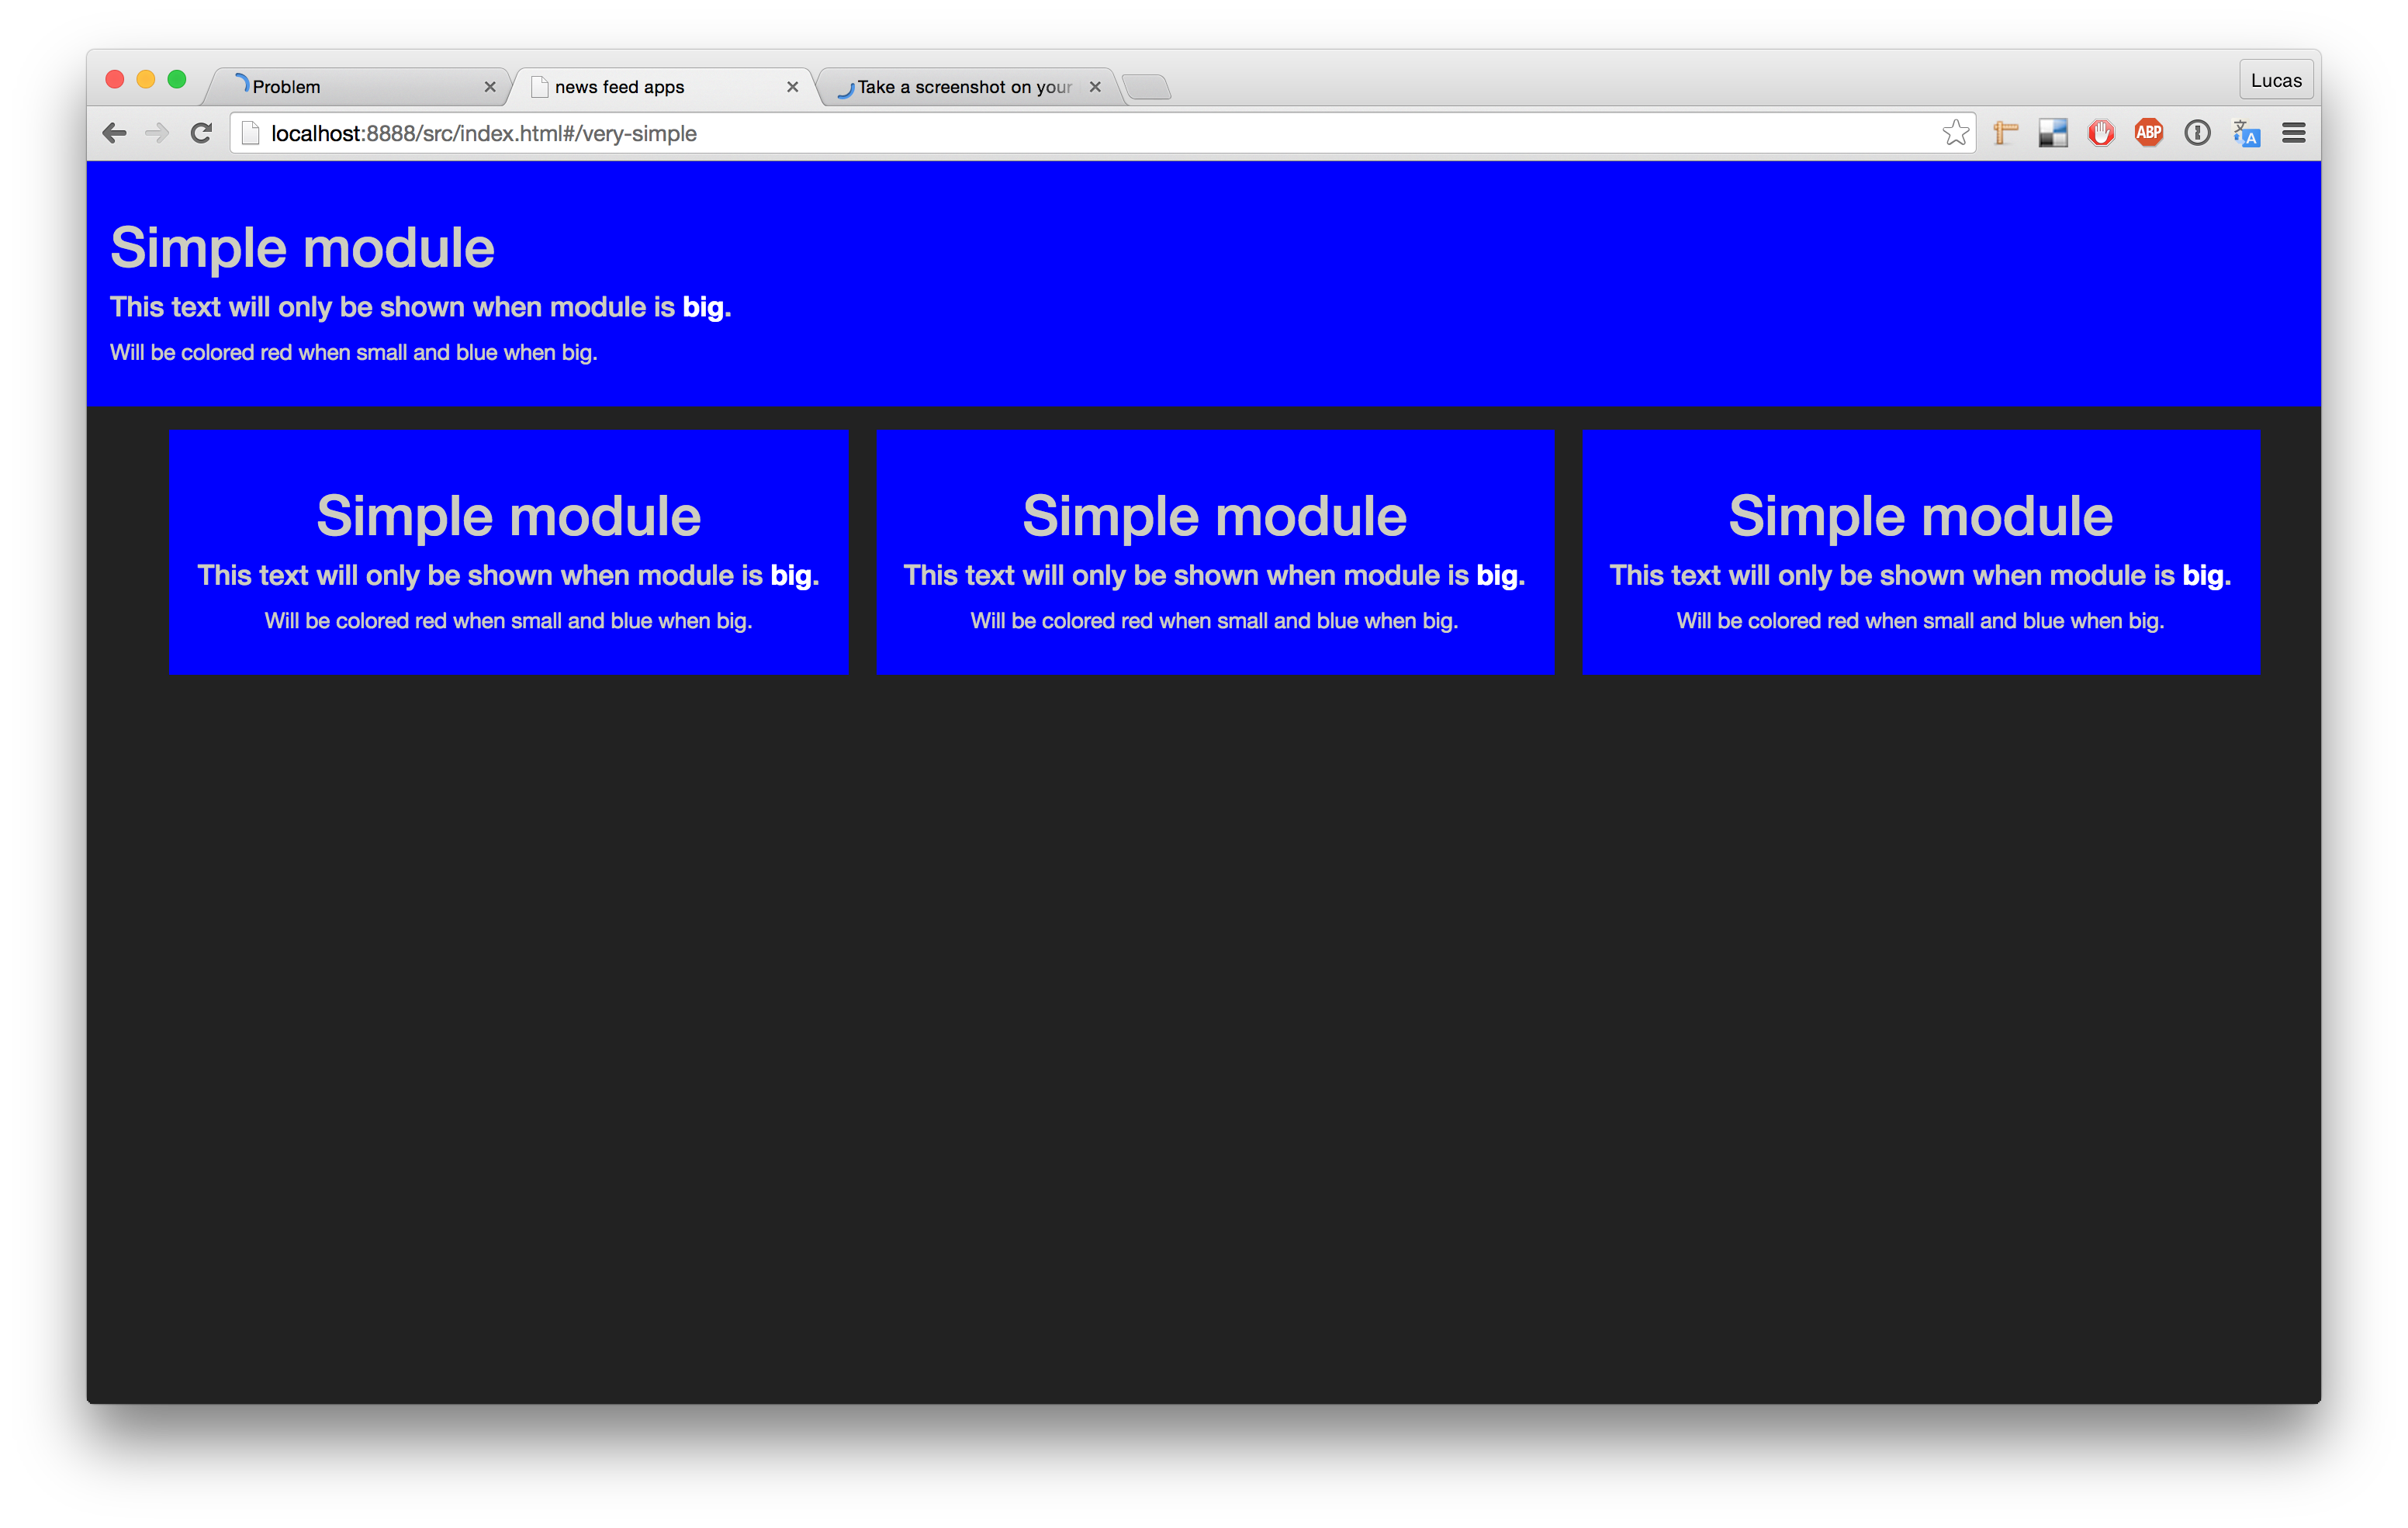 Problem
news feed apps
Take a screenshot on your
Lucas
localhost:8888/src/index.html#/very-simple
ABP
文 A
Simple module
This text will only be shown when module is big.
Will be colored red when small and blue when big.
Simple module
This text will only be shown when module is big.
Will be colored red when small and blue when big.
Simple module
This text will only be shown when module is big.
Will be colored red when small and blue when big.
Simple module
This text will only be shown when module is big.
Will be colored red when small and blue when big.